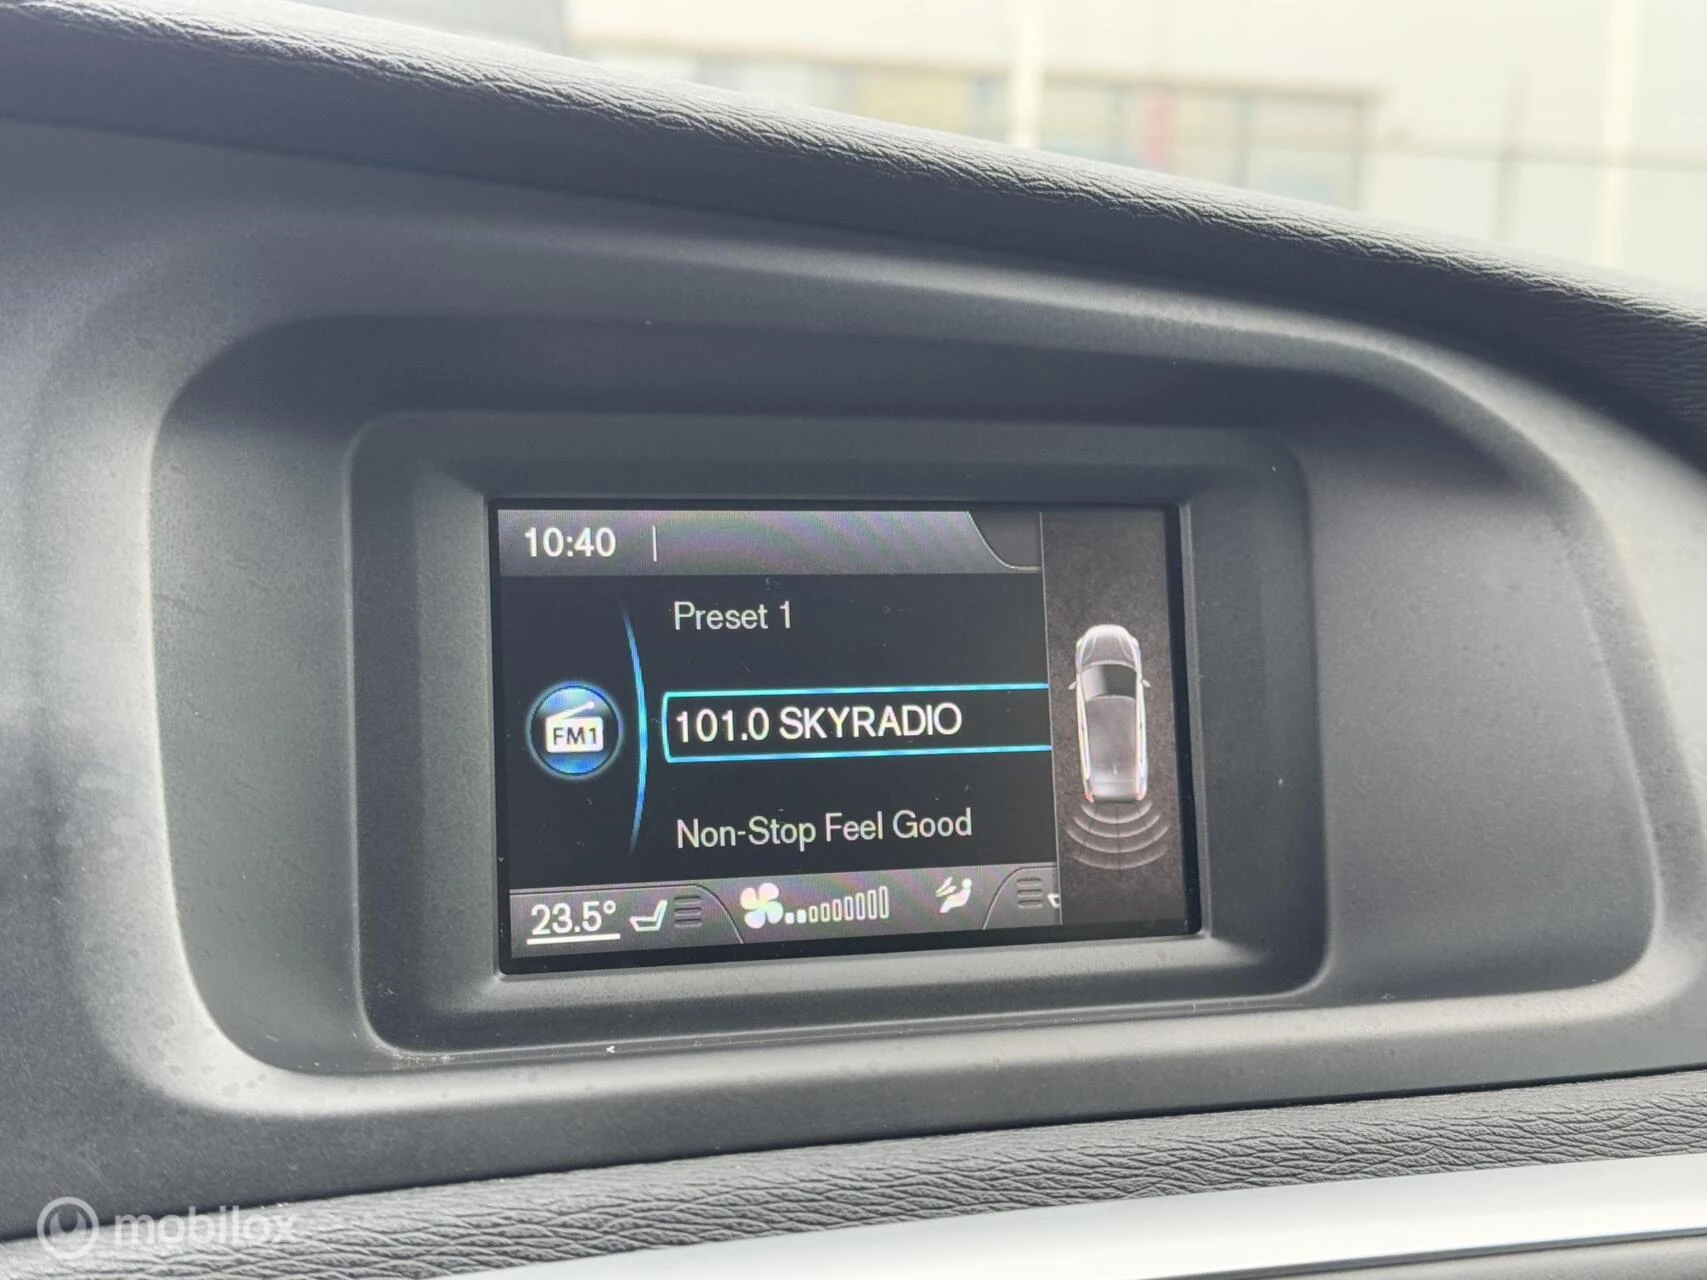 10:40
Preset 1
FM1
101.0 SKYRADIO
Non-Stop Feel Good
23.5°
mobilox